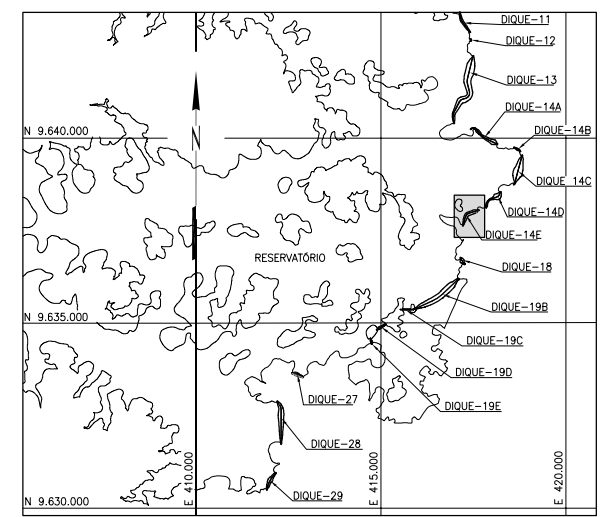 DIQUE-11
DIQUE-12
DIQUE-13
DIQUE-14A
N 9.640.000
DIQUE-14B
N
DIQUE-14C
DIQUE-14D
DIQUE-14E
RESERVATÓRIO
DIQUE-18
DIQUE-19B
N 9.635.000
DIQUE-19C
DIQUE-19D
DIQUE-27
DIQUE-19E
DIQUE-28
E 410.000
E 415.000
E 420.000
DIQUE-29
N 9.630.000